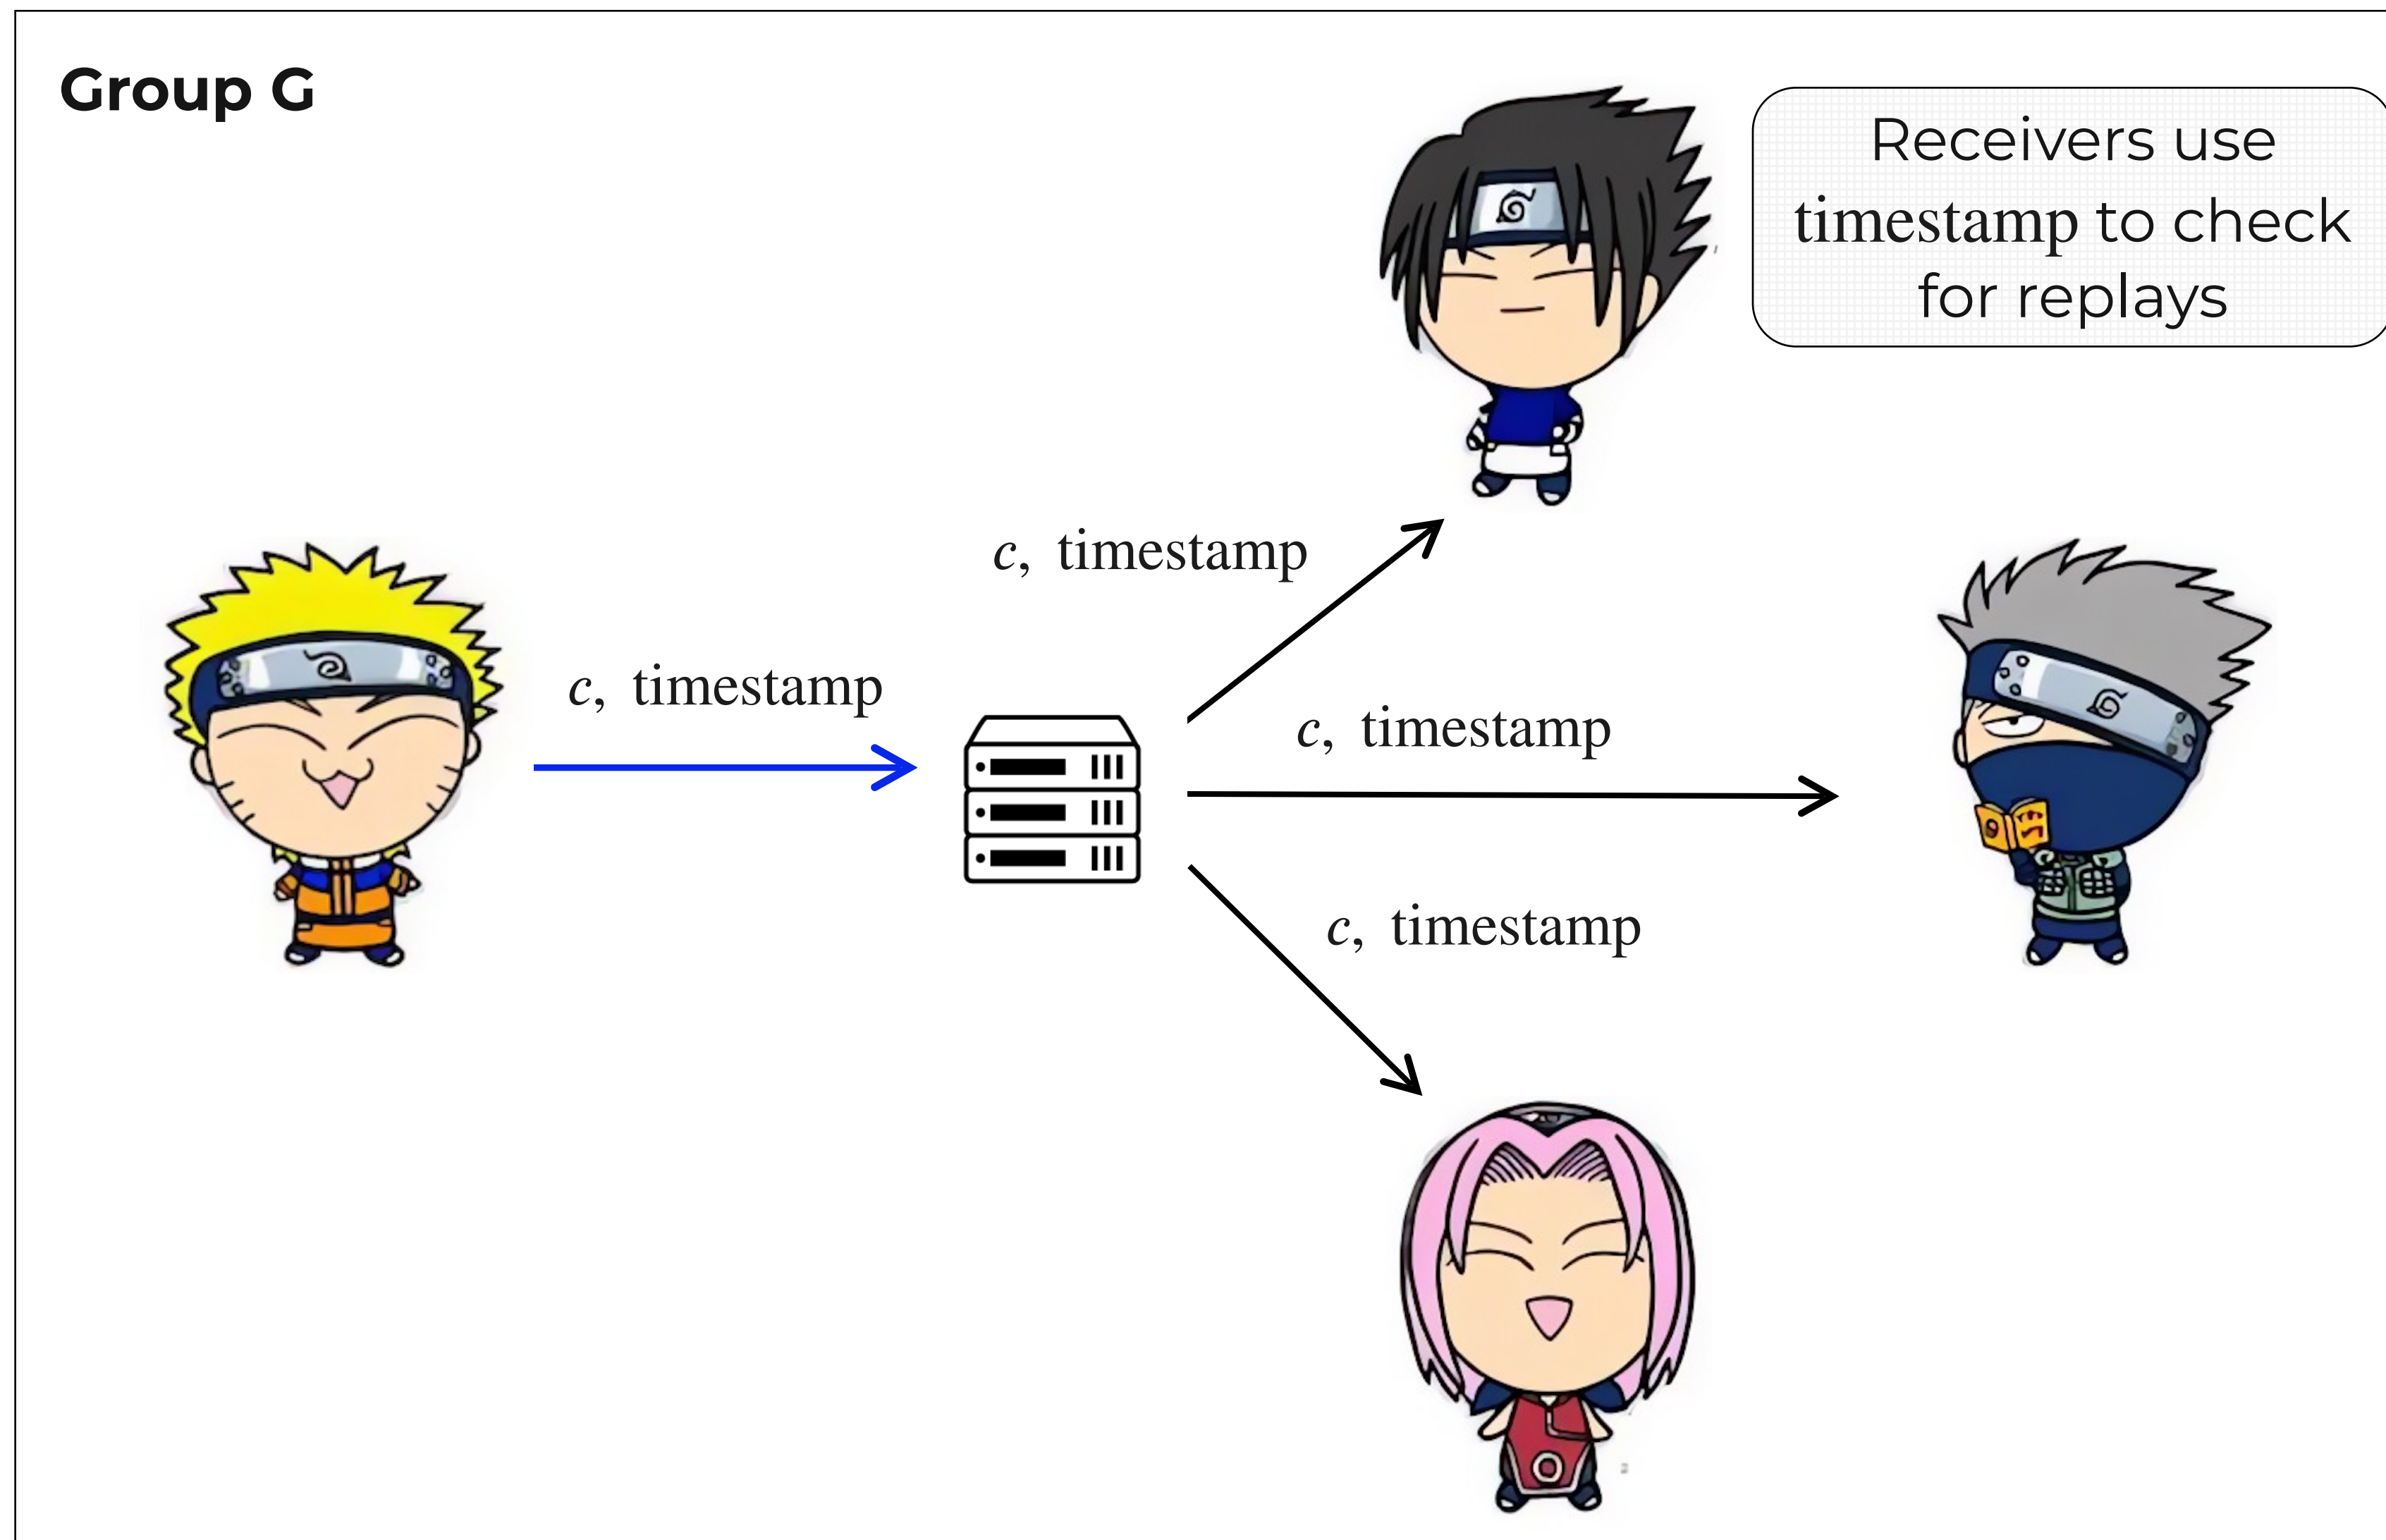 Group G
Receivers use
timestamp to check
for replays
c, timestamp
c, timestamp
c, timestamp
c, timestamp